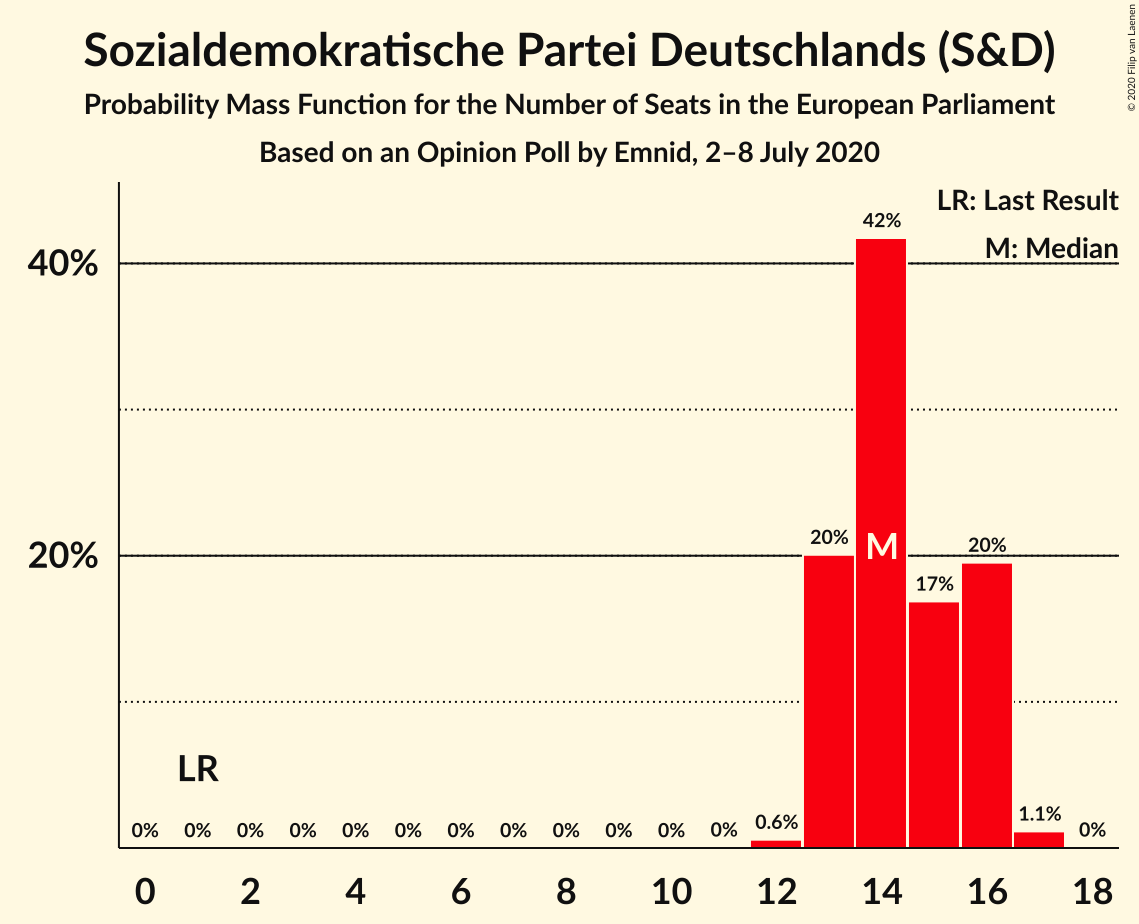 Sozialdemokratische Partei Deutschlands (S&D)
Probability Mass Function for the Number of Seats in the European Parliament
Based on an Opinion Poll by Emnid, 2–8 July 2020
© 2020 Filip van Laenen
LR: Last Result
M: Median
42%
40%
20%
20%
20%
17%
M
LR
0% 0% 0% 0% 0% 0% 0% 0% 0% 0% 0% 0% 0.6% 1.1% 0%
0 2 4 6 8 10 12 14 16 18